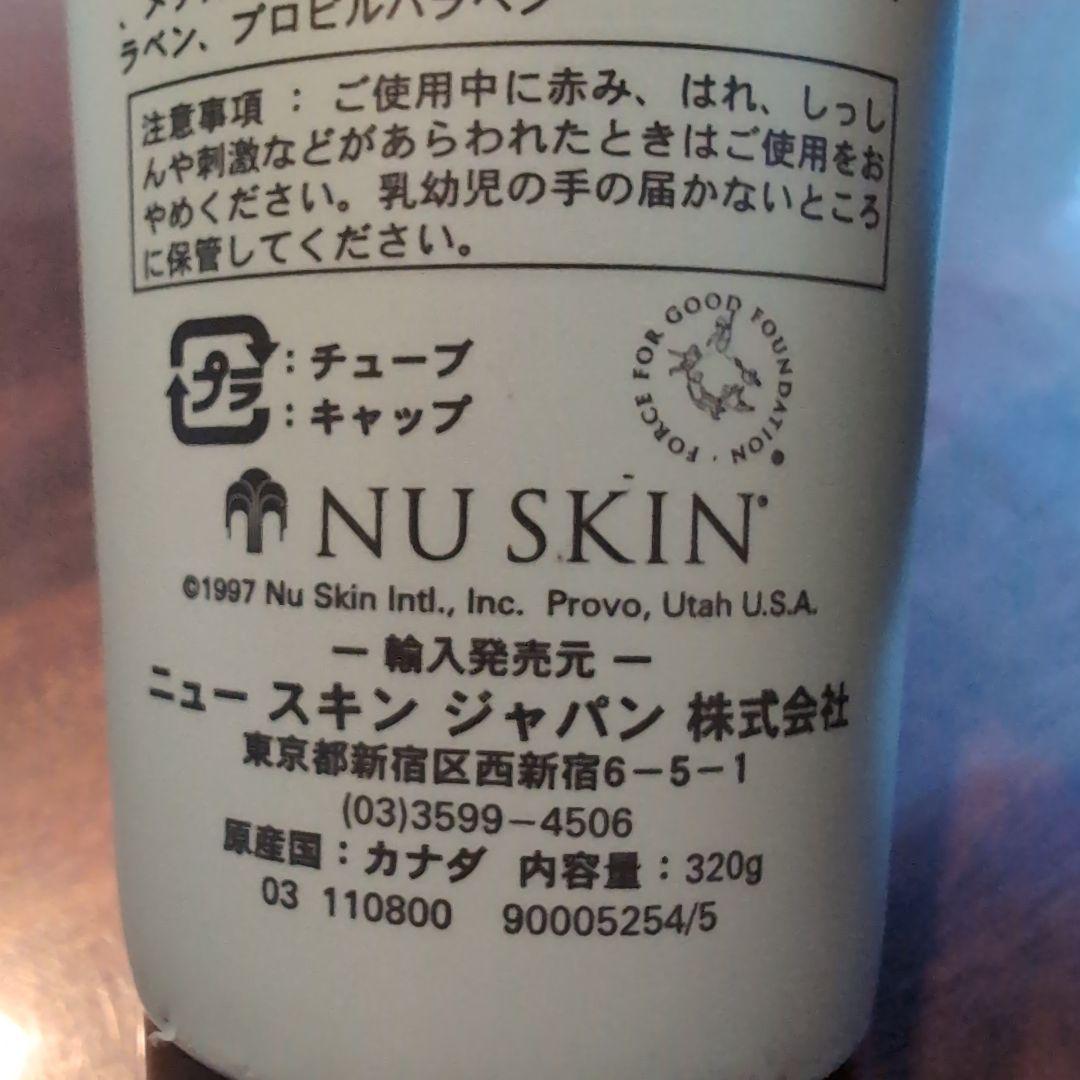 ラベン、プロピルパラベン
注意事項 : ご使用中に赤み、はれ、しっし
んや刺激などがあらわれたときはご使用をお
やめください。乳幼児の手の届かないところ
に保管してください。
プラ
: チューブ
: キャップ
FORCE FOR GOOD FOUNDATION
NU SKIN®
©1997 Nu Skin Intl., Inc. Provo, Utah U.S.A.
— 輸入発売元 —
ニュー スキン ジャパン 株式会社
東京都新宿区西新宿6-5-1
(03)3599-4506
原産国 : カナダ 内容量 : 320g
03 110800 90005254/5